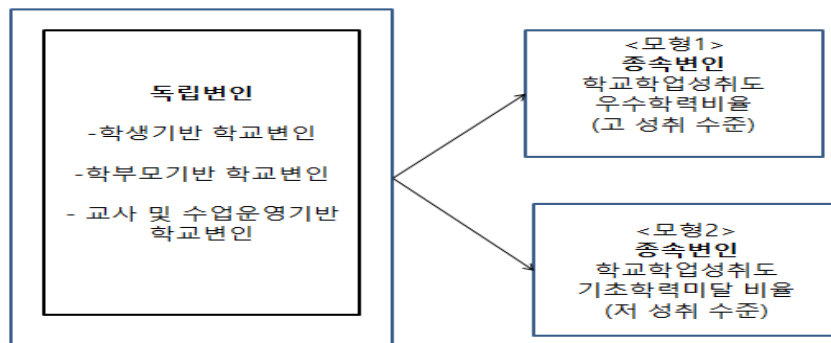 독립변인
-학생기반 학교변인
-학부모기반 학교변인
- 교사 및 수업운영기반
학교변인
<모형1>
종속변인
학교학업성취도
우수학력비율
(고 성취 수준)
<모형2>
종속변인
학교학업성취도
기초학력미달 비율
(저 성취 수준)